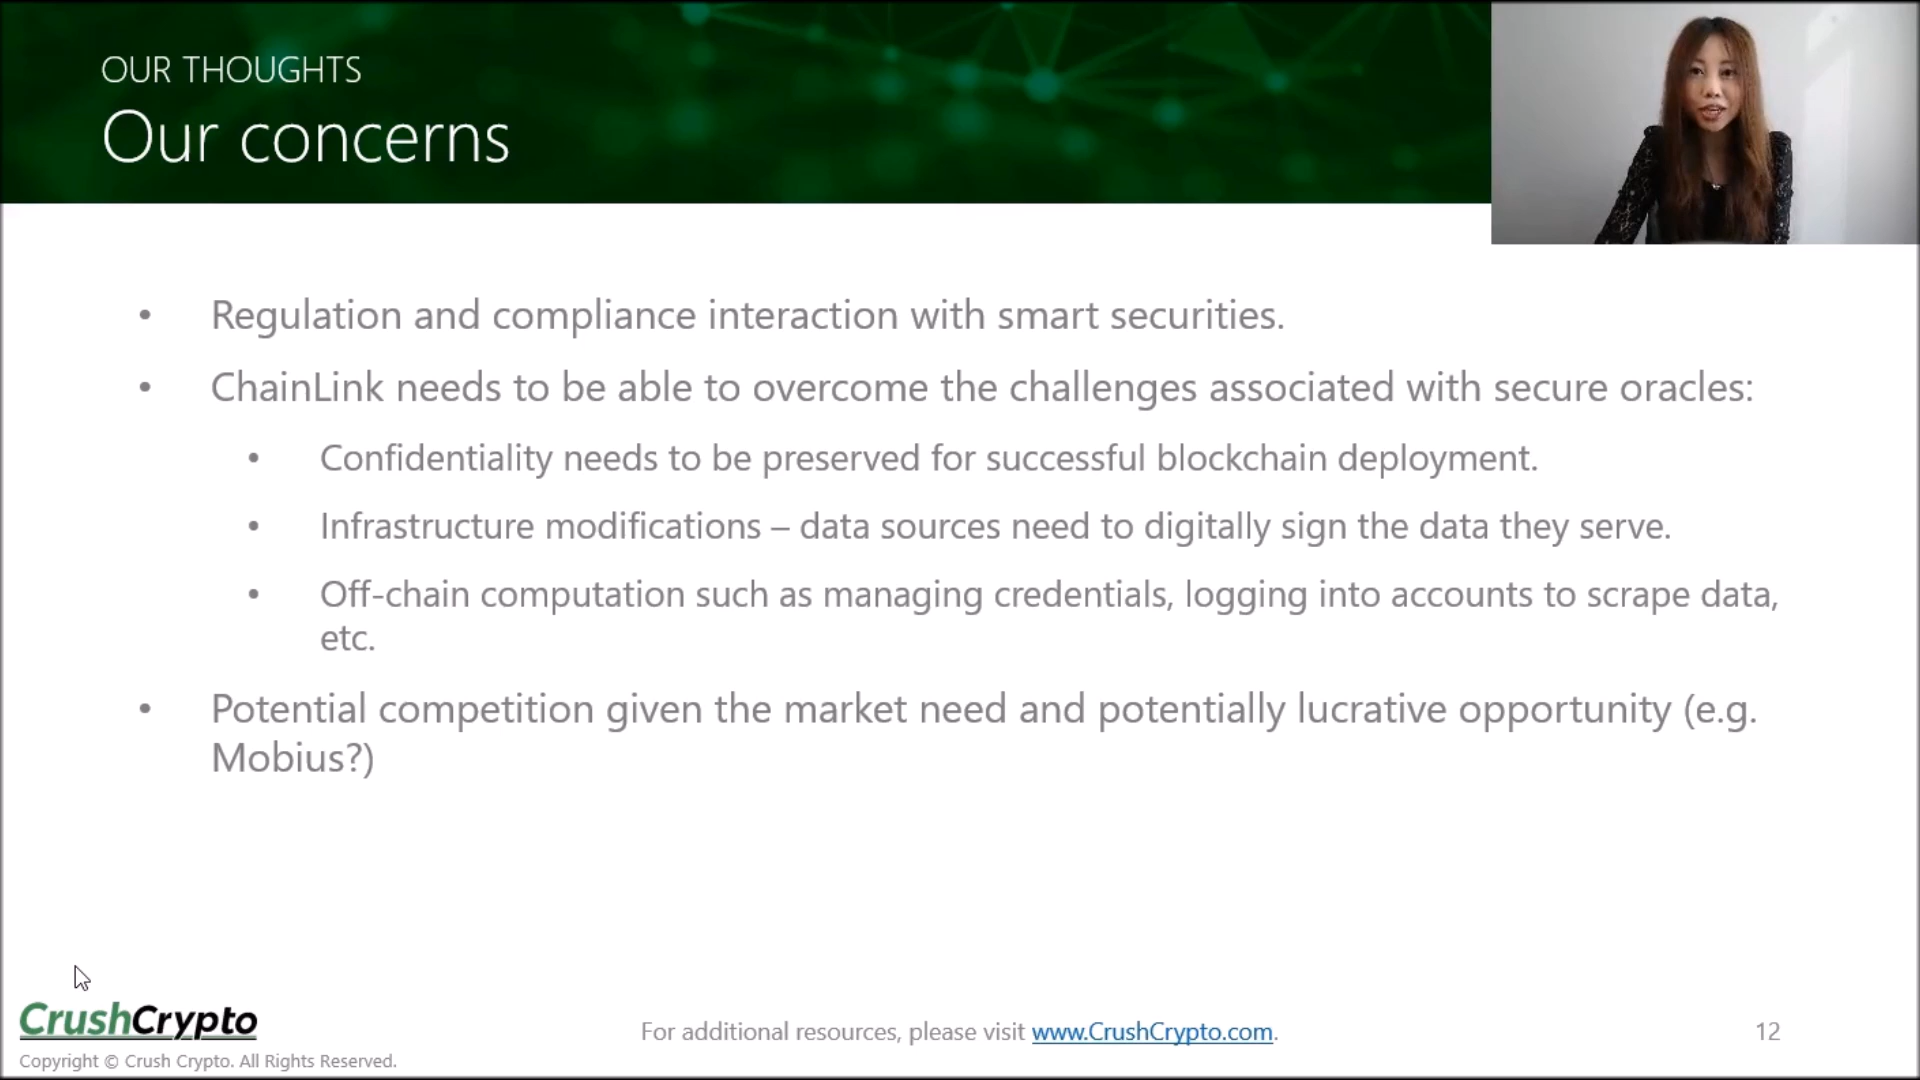 OUR THOUGHTS
Our concerns
• Regulation and compliance interaction with smart securities.
• ChainLink needs to be able to overcome the challenges associated with secure oracles:
• Confidentiality needs to be preserved for successful blockchain deployment.
• Infrastructure modifications – data sources need to digitally sign the data they serve.
• Off-chain computation such as managing credentials, logging into accounts to scrape data,
etc.
• Potential competition given the market need and potentially lucrative opportunity (e.g.
Mobius?)
CrushCrypto
Copyright © Crush Crypto. All Rights Reserved.
For additional resources, please visit www.CrushCrypto.com.
12